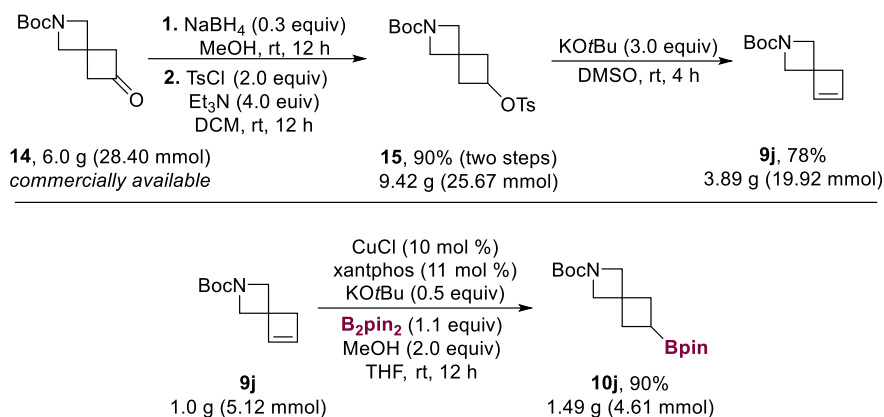 BocN
O
14, 6.0 g (28.40 mmol)
commercially available
1. NaBH4 (0.3 equiv)
MeOH, rt, 12 h
2. TsCl (2.0 equiv)
Et3N (4.0 euiv)
DCM, rt, 12 h
BocN
OTs
15, 90% (two steps)
9.42 g (25.67 mmol)
KOtBu (3.0 equiv)
DMSO, rt, 4 h
BocN
9j, 78%
3.89 g (19.92 mmol)
BocN
9j
1.0 g (5.12 mmol)
CuCl (10 mol %)
xantphos (11 mol %)
KOtBu (0.5 equiv)
B2pin2 (1.1 equiv)
MeOH (2.0 equiv)
THF, rt, 12 h
BocN
Bpin
10j, 90%
1.49 g (4.61 mmol)